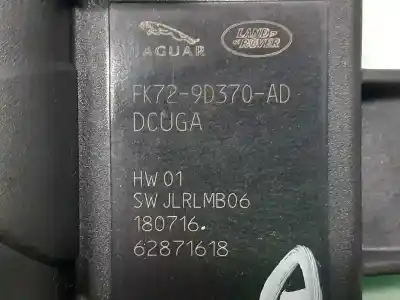 JAGUAR
LAND
ROVER
FK72-9D370-AD
DCUGA
HW 01
SW JLRLMB06
180716.
62871618